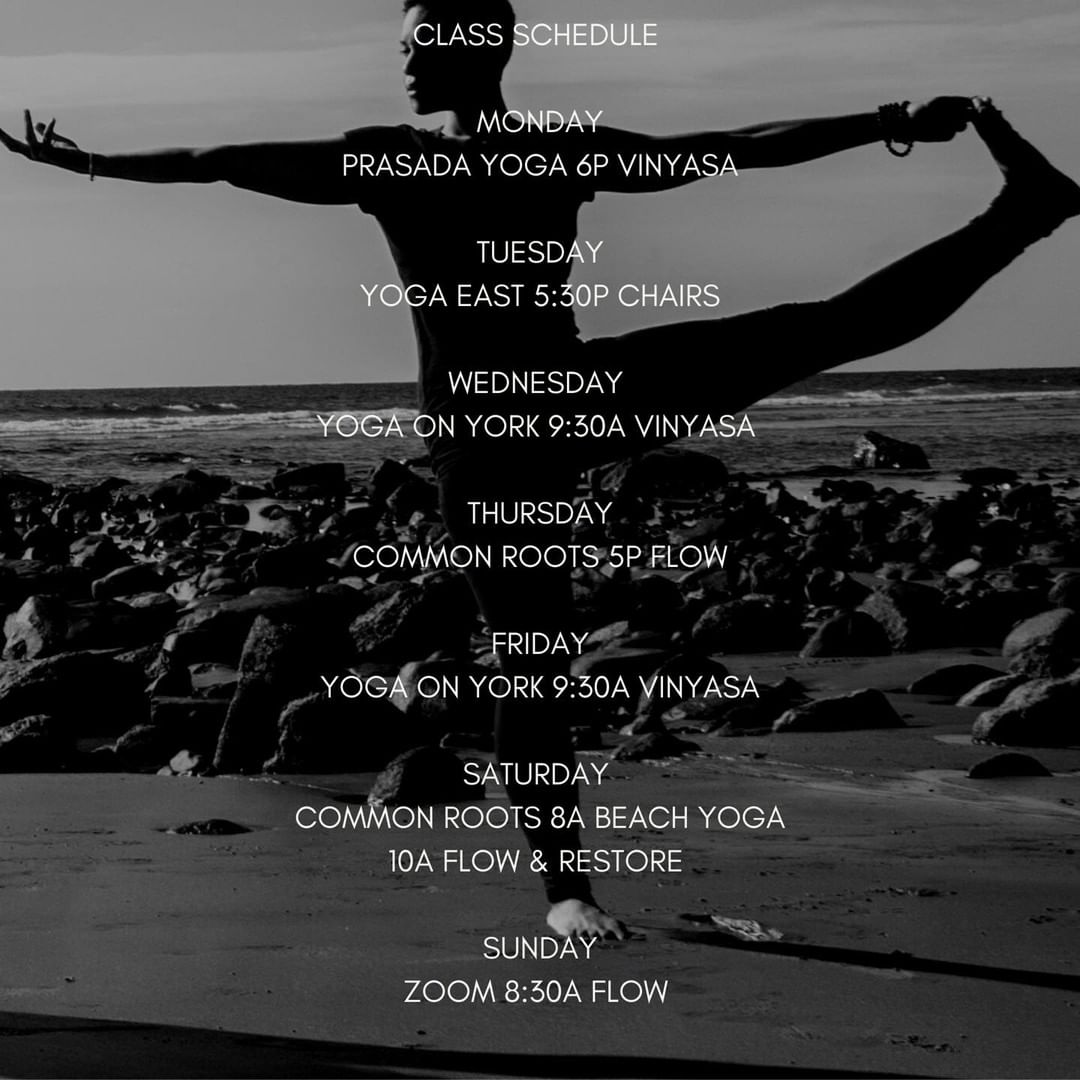 CLASS SCHEDULE
MONDAY
PRASADA YOGA 6P VINYASA
TUESDAY
YOGA EAST 5:30P CHAIRS
WEDNESDAY
YOGA ON YORK 9:30A VINYASA
THURSDAY
COMMON ROOTS 5P FLOW
FRIDAY
YOGA ON YORK 9:30A VINYASA
SATURDAY
COMMON ROOTS 8A BEACH YOGA
10A FLOW & RESTORE
SUNDAY
ZOOM 8:30A FLOW